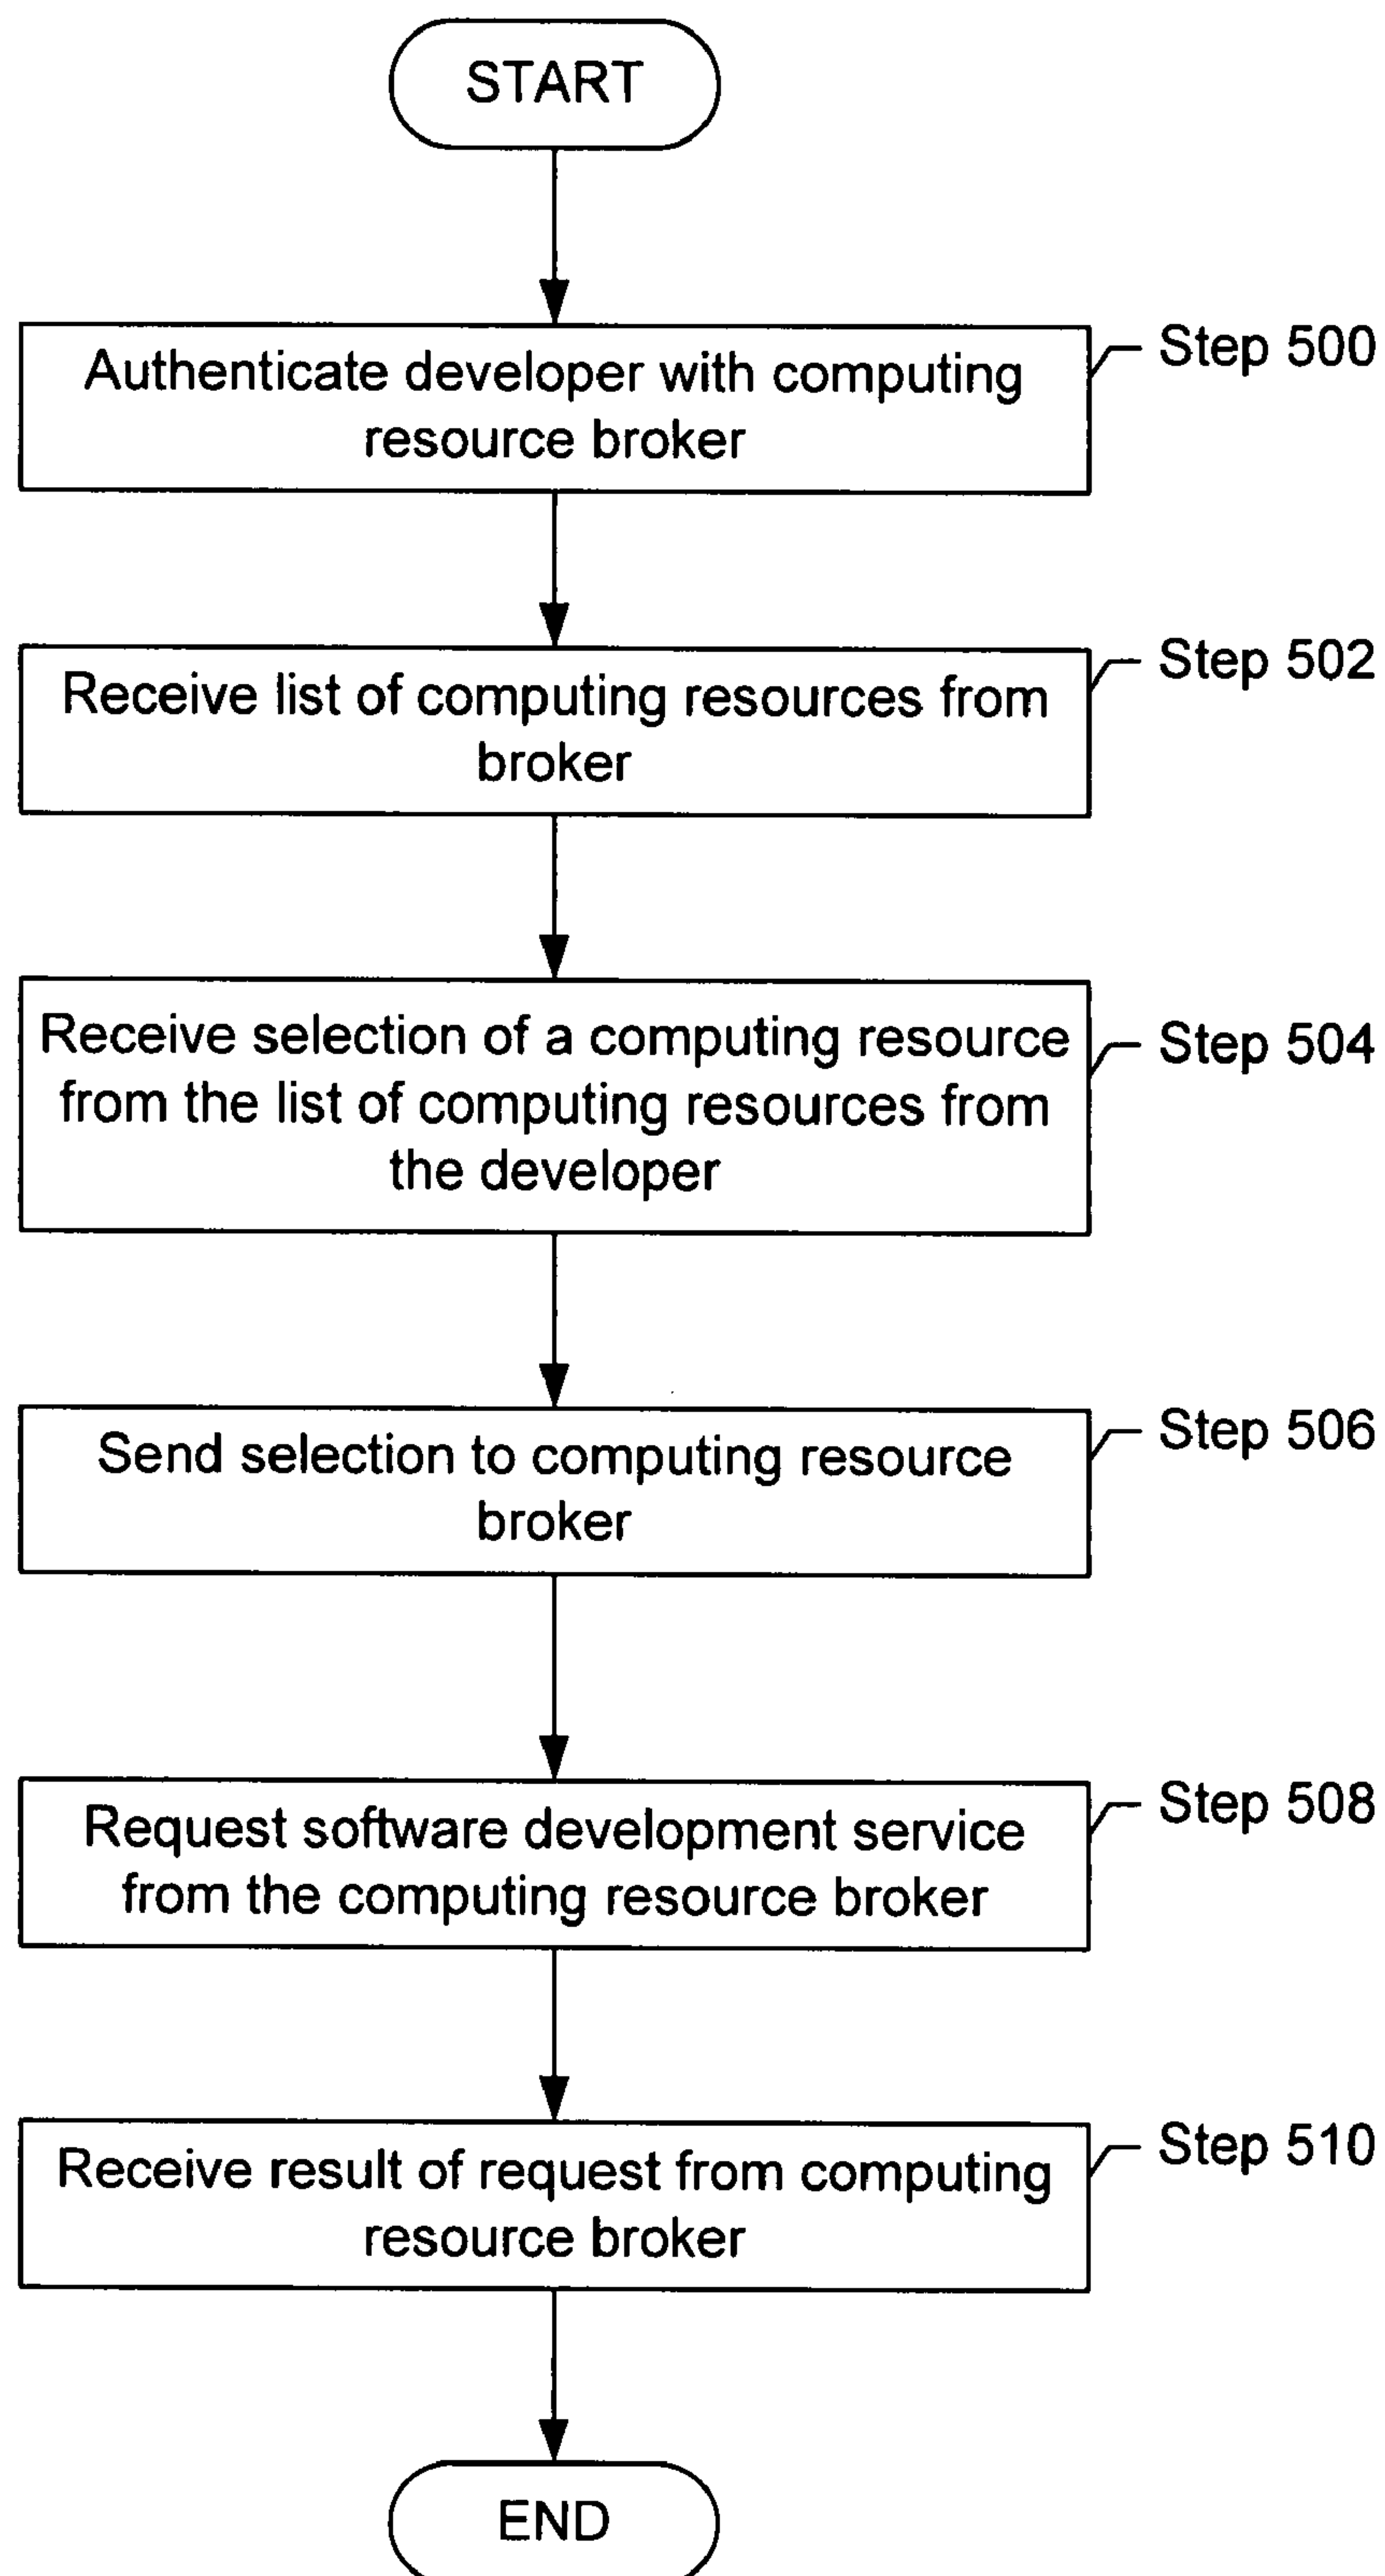 START
Authenticate developer with computing
resource broker
Step 500
Receive list of computing resources from
broker
Step 502
Receive selection of a computing resource
from the list of computing resources from
the developer
Step 504
Send selection to computing resource
broker
Step 506
Request software development service
from the computing resource broker
Step 508
Receive result of request from computing
resource broker
Step 510
END